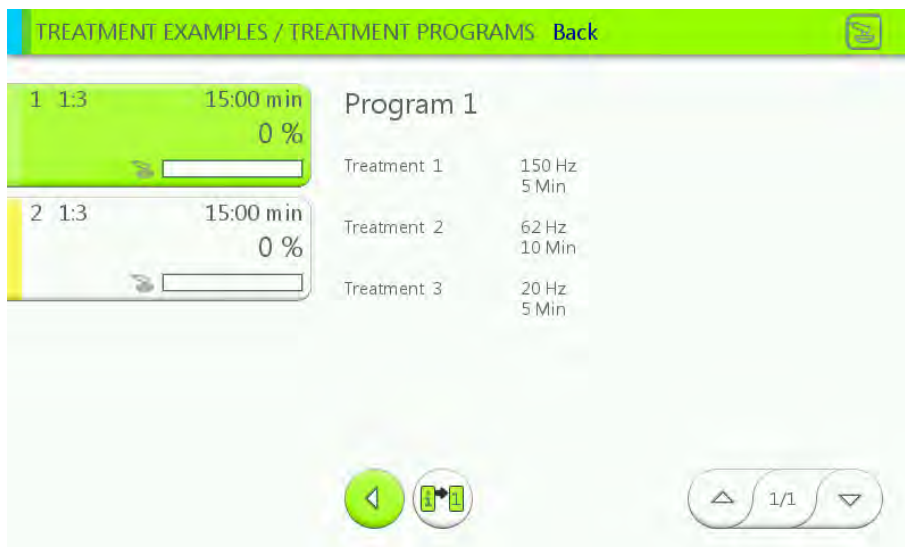 TREATMENT EXAMPLES / TREATMENT PROGRAMS Back
1 1:3 15:00 min
0 %
2 1:3 15:00 min
0 %
Program 1
Treatment 1 150 Hz
5 Min
Treatment 2 62 Hz
10 Min
Treatment 3 20 Hz
5 Min
i 1
1/1